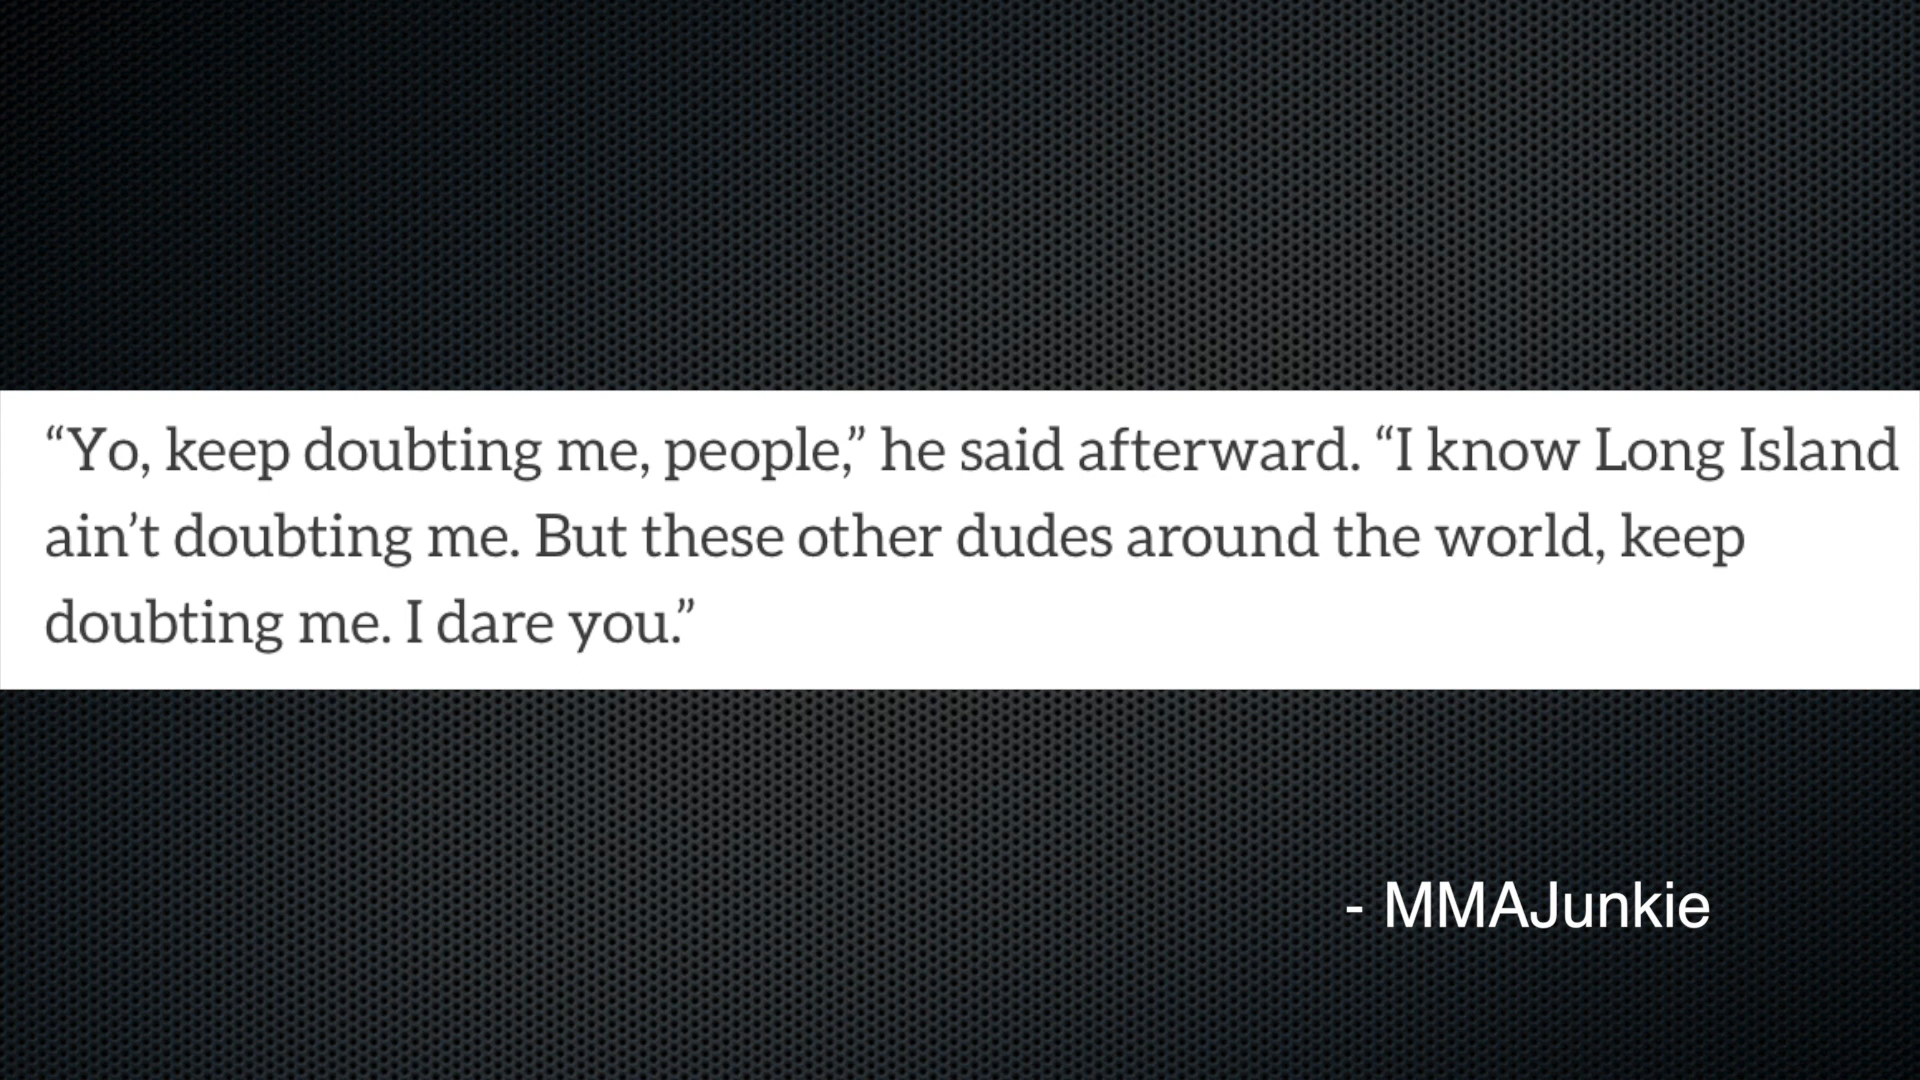 “Yo, keep doubting me, people,” he said afterward. “I know Long Island
ain’t doubting me. But these other dudes around the world, keep
doubting me. I dare you.”
- MMAJunkie